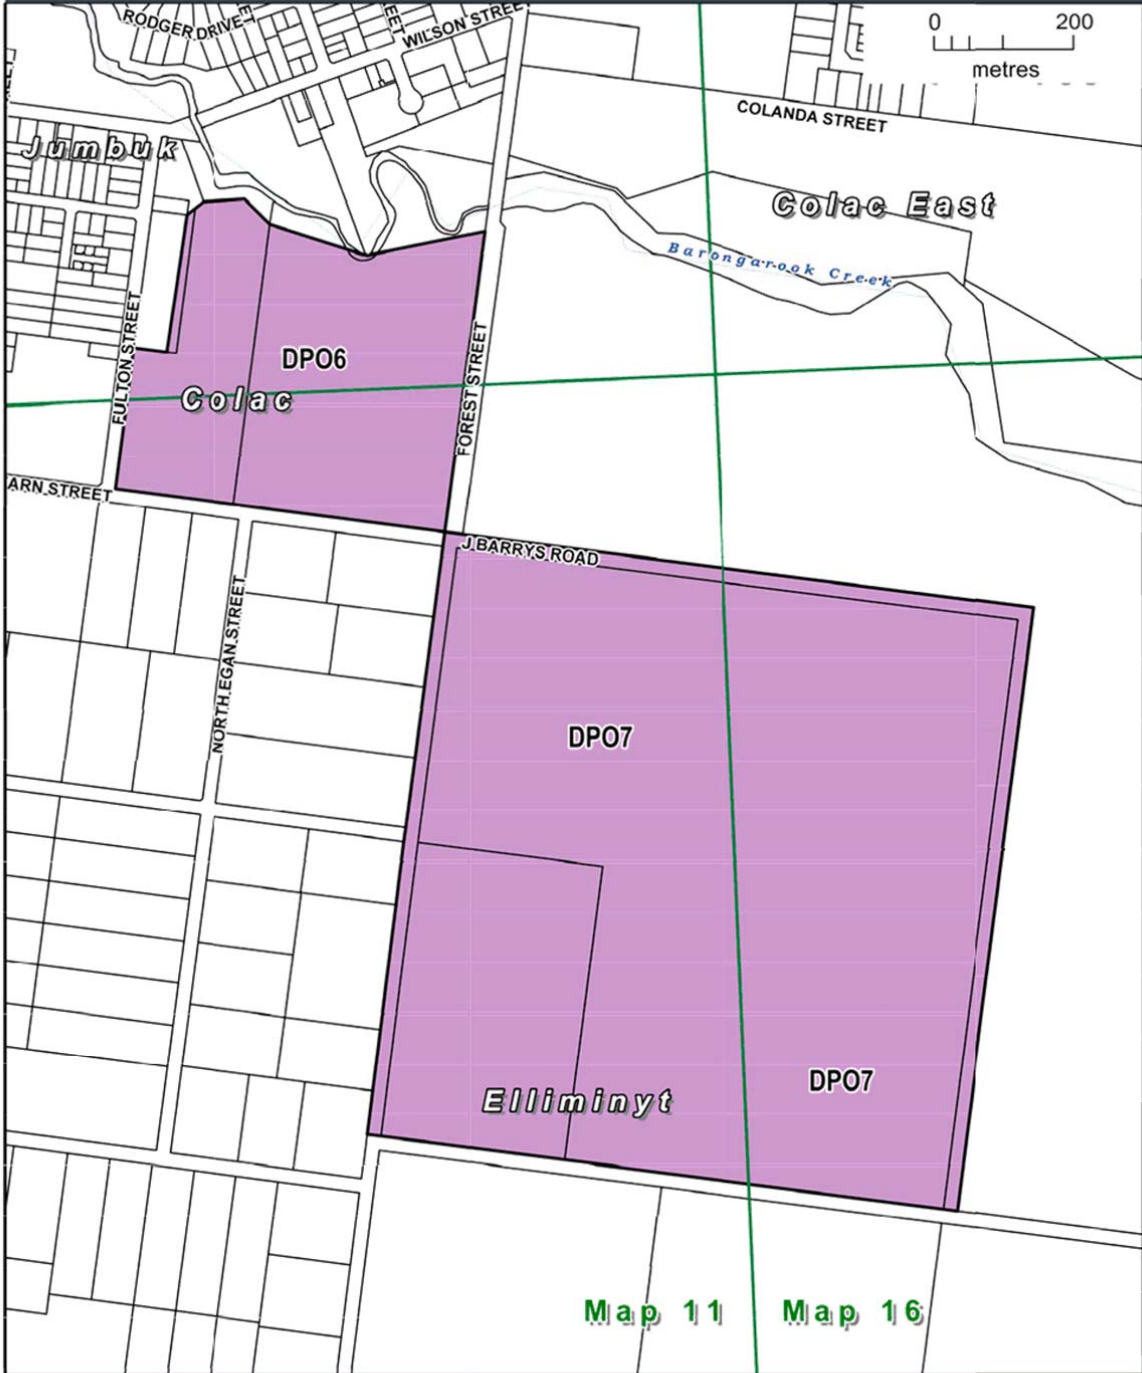 RODGER DRIVE
WILSON STREET
0 200
metres
COLANDA STREET
Jumbuk
Colac East
Barongarook Creek
FULTON STREET
DPO6
Colac
FOREST STREET
ARN STREET
J BARRYS ROAD
NORTH EGAN STREET
DPO7
DPO7
Elliminyt
Map 11
Map 16